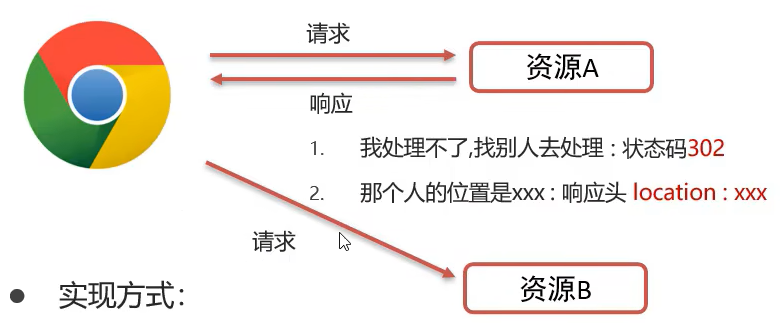 请求
资源A
响应
1. 我处理不了,找别人去处理：状态码302
2. 那个人的位置是xxx：响应头 location：xxx
请求
资源B
● 实现方式：